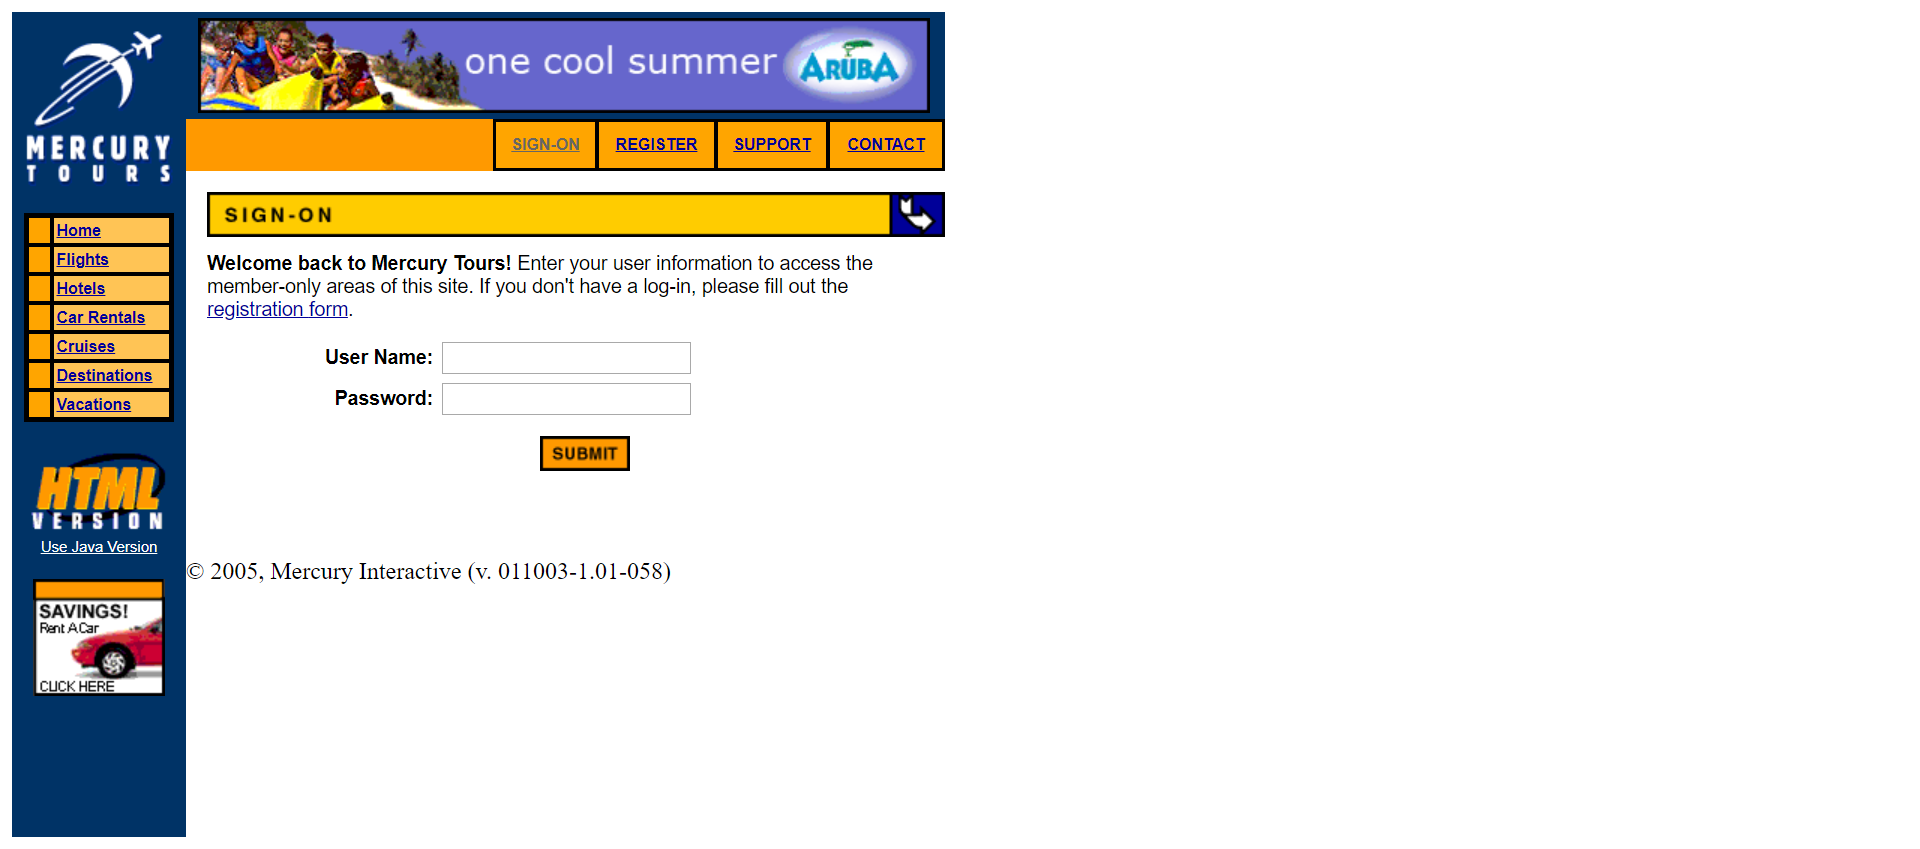 one cool summer ARUBA
MERCURY
TOURS
SIGN-ON REGISTER SUPPORT CONTACT
SIGN-ON
Home
Flights
Hotels
Car Rentals
Cruises
Destinations
Vacations
Welcome back to Mercury Tours! Enter your user information to access the
member-only areas of this site. If you don't have a log-in, please fill out the
registration form.
User Name:
Password:
SUBMIT
HTML
VERSION
Use Java Version
© 2005, Mercury Interactive (v. 011003-1.01-058)
SAVINGS!
Rent A Car
CLICK HERE